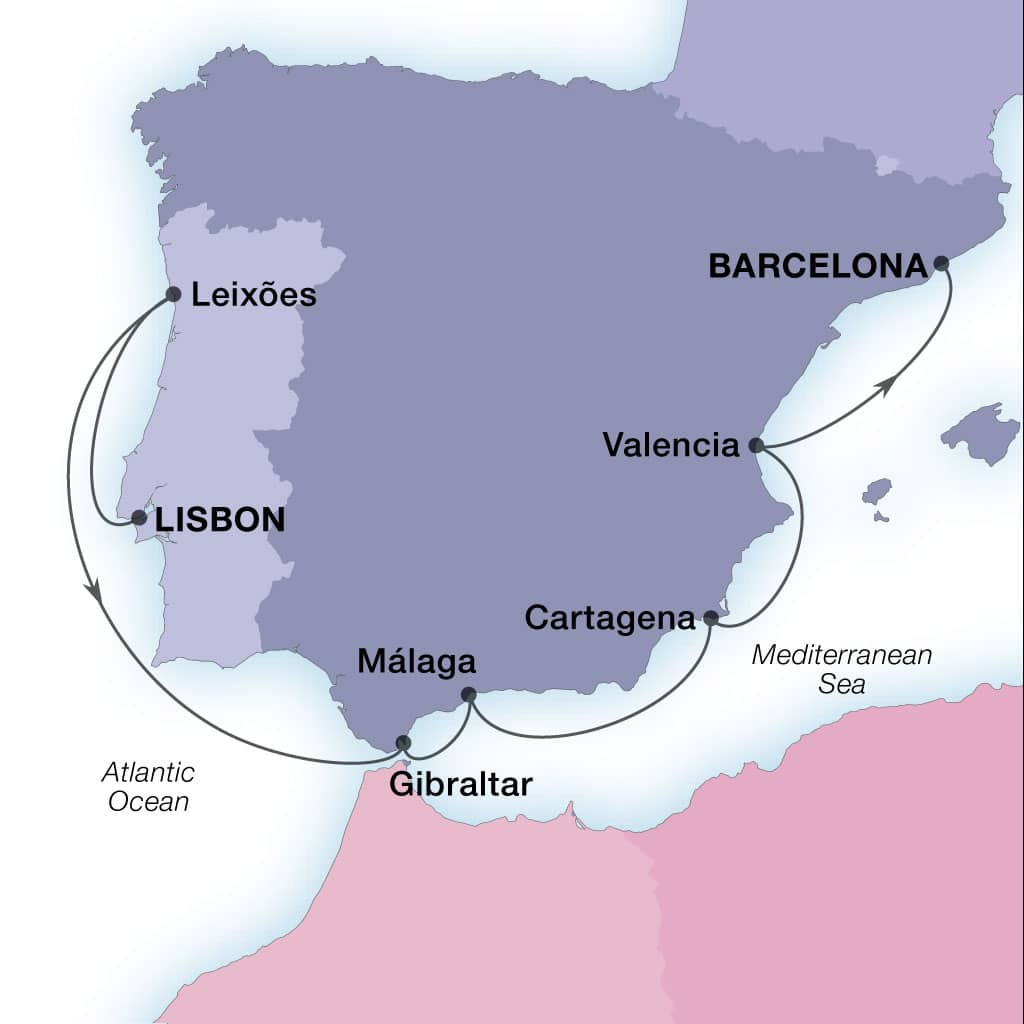 BARCELONA
Leixões
Valencia
LISBON
Cartagena
Málaga
Mediterranean
Sea
Atlantic
Ocean
Gibraltar